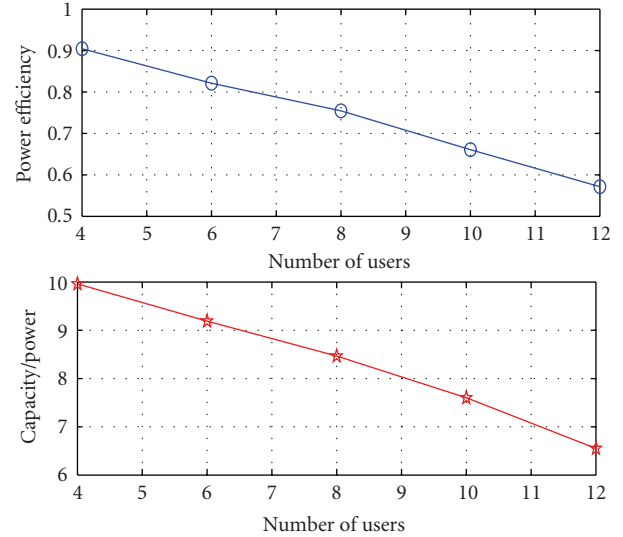 1
0.9
0.8
0.7
0.6
0.5
Power efficiency
4 5 6 7 8 9 10 11 12
Number of users
10
9
8
7
6
Capacity/power
4 5 6 7 8 9 10 11 12
Number of users